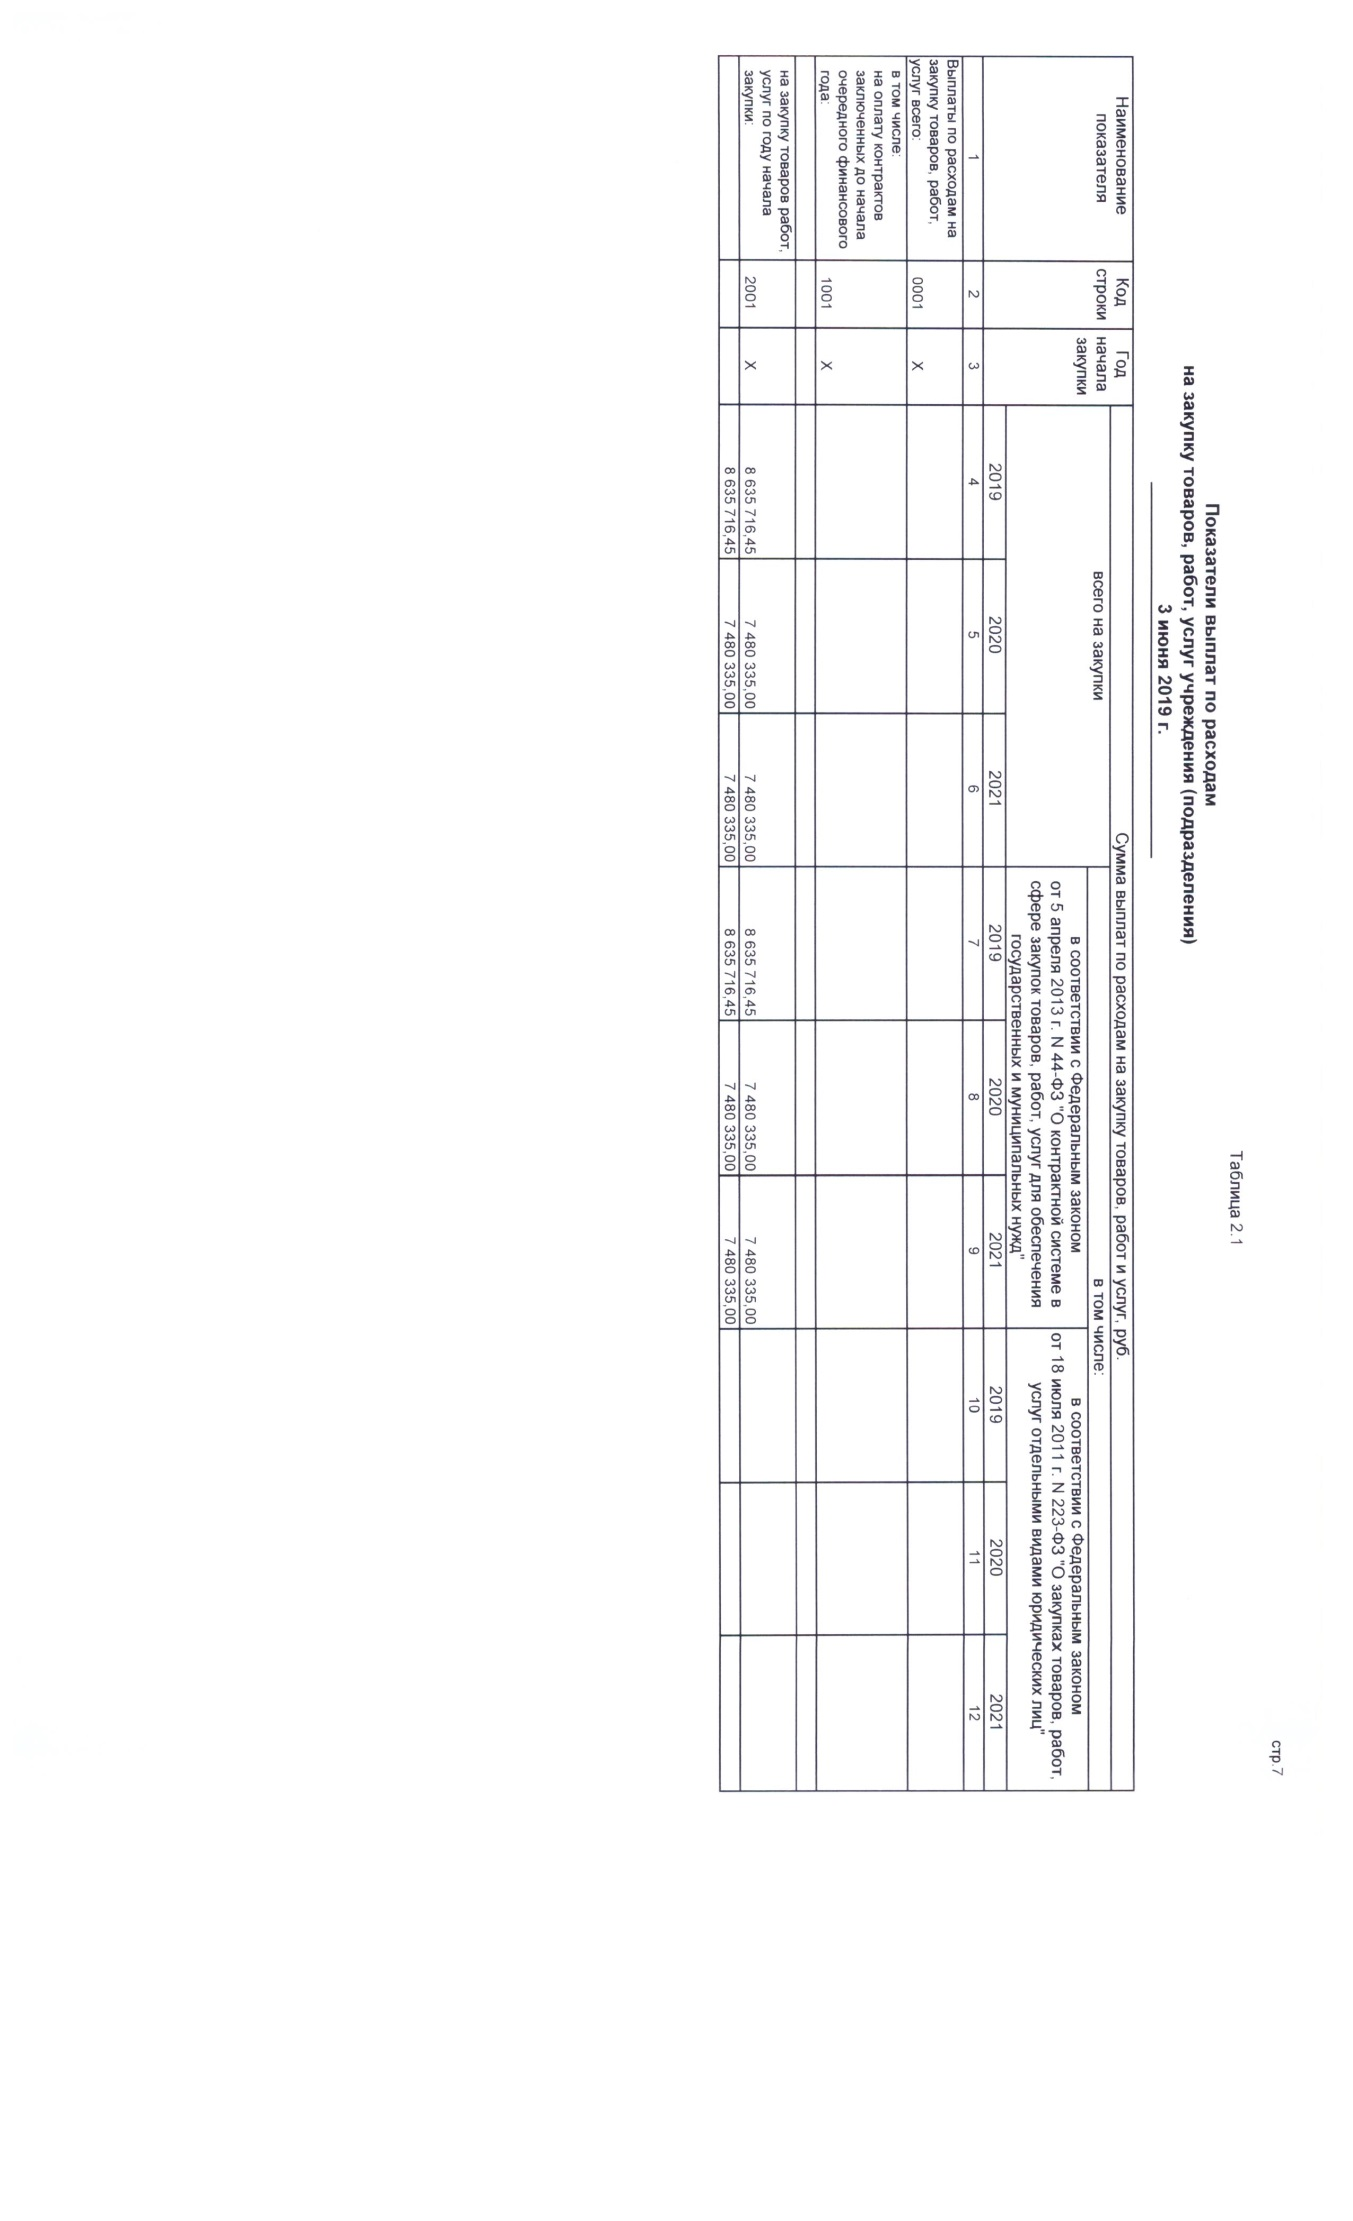 стр.7
Таблица 2.1
Показатели выплат по расходам
на закупку товаров, работ, услуг учреждения (подразделения)
3 июня 2019 г.
Наименование
показателя
Код
строки
Год
начала
закупки
Сумма выплат по расходам на закупку товаров, работ и услуг, руб.
всего на закупки
в том числе:
в соответствии с Федеральным законом
от 5 апреля 2013 г. N 44-ФЗ "О контрактной системе в
сфере закупок товаров, работ, услуг для обеспечения
государственных и муниципальных нужд"
в соответствии с Федеральным законом
от 18 июля 2011 г. N 223-ФЗ "О закупках товаров, работ,
услуг отдельными видами юридических лиц"
2019 2020 2021 2019 2020 2021 2019 2020 2021
1 2 3 4 5 6 7 8 9 10 11 12
Выплаты по расходам на
закупку товаров, работ,
услуг всего: 0001 X
в том числе:
на оплату контрактов
заключенных до начала
очередного финансового
года: 1001 X
на закупку товаров работ,
услуг по году начала
закупки: 2001 X 8 635 716,45 7 480 335,00 7 480 335,00 8 635 716,45 7 480 335,00 7 480 335,00
8 635 716,45 7 480 335,00 7 480 335,00 8 635 716,45 7 480 335,00 7 480 335,00